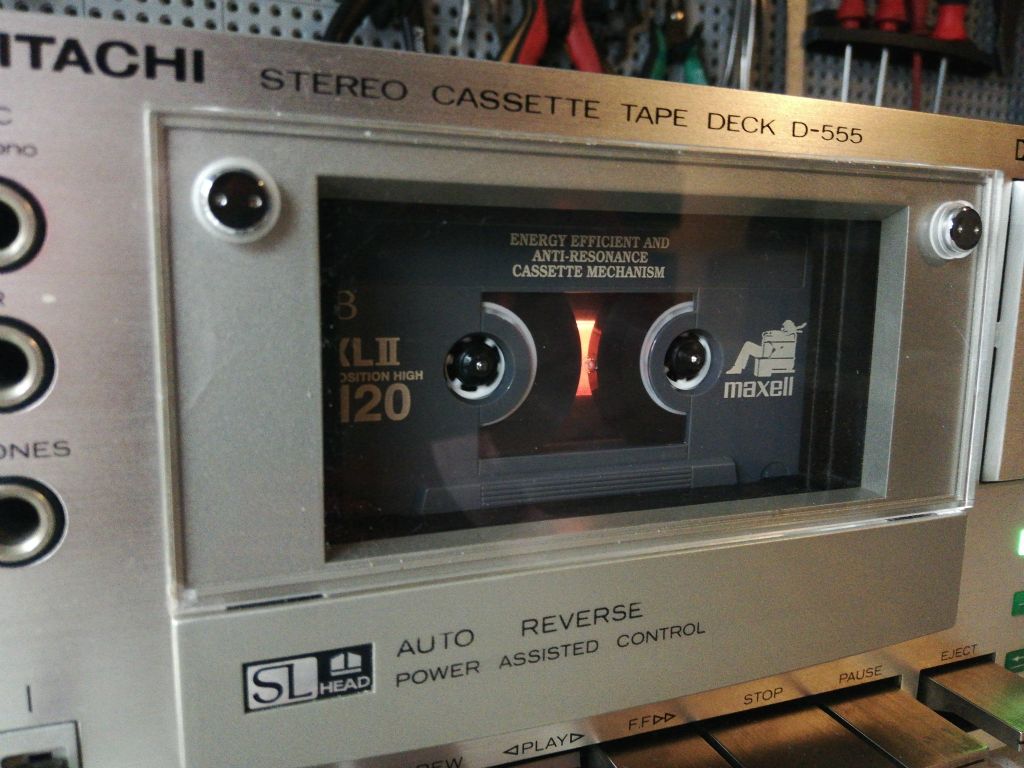 ITACHI
STEREO CASSETTE TAPE DECK D-555
ENERGY EFFICIENT AND
ANTI-RESONANCE
CASSETTE MECHANISM
XLII
OSITION HIGH
120
maxell
ONES
AUTO REVERSE
POWER ASSISTED CONTROL
SL HEAD
REW
◁PLAY▷
F.F▷▷
STOP
PAUSE
EJECT